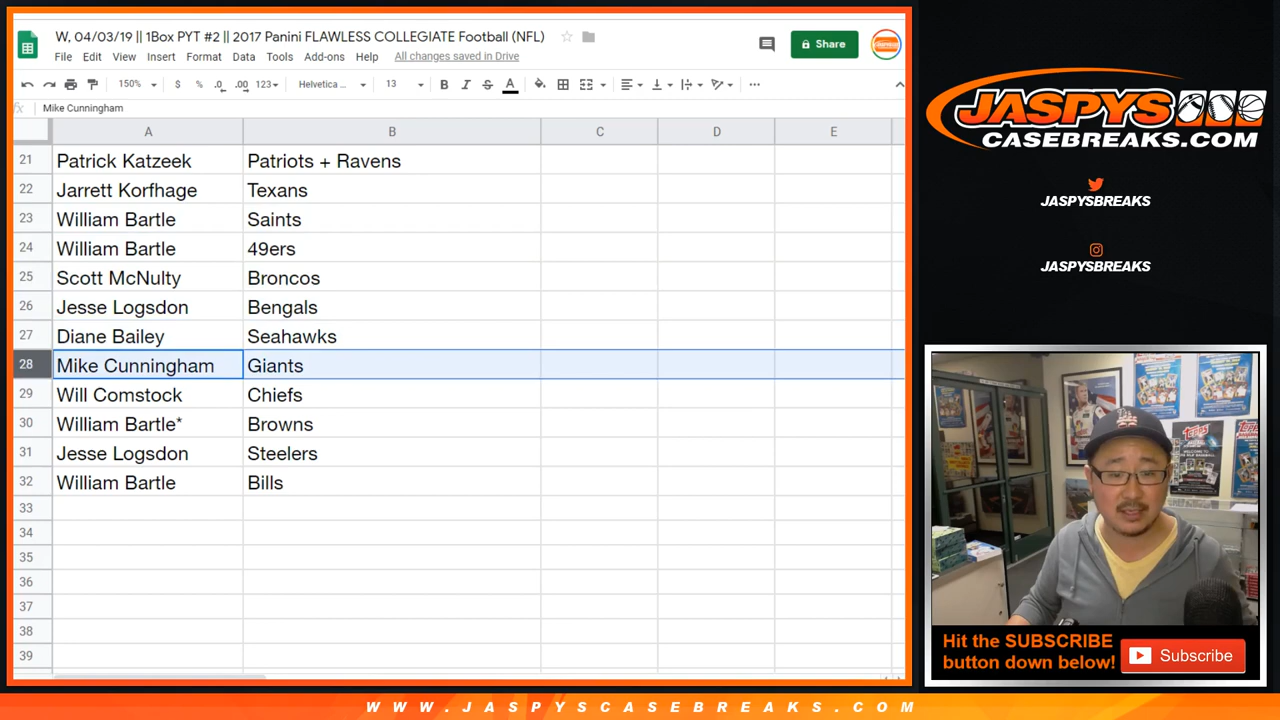 W, 04/03/19 || 1Box PYT #2 || 2017 Panini FLAWLESS COLLEGIATE Football (NFL)
File Edit View Insert Format Data Tools Add-ons Help All changes saved in Drive
Share
150% $ % .0 .00 123 Helvetica ... 13 B I S A
fx Mike Cunningham
A B C D E
21 Patrick Katzeek Patriots + Ravens
22 Jarrett Korfhage Texans
23 William Bartle Saints
24 William Bartle 49ers
25 Scott McNulty Broncos
26 Jesse Logsdon Bengals
27 Diane Bailey Seahawks
28 Mike Cunningham Giants
29 Will Comstock Chiefs
30 William Bartle* Browns
31 Jesse Logsdon Steelers
32 William Bartle Bills
33
34
35
36
37
38
39
JASPYS
CASEBREAKS.COM
JASPYSBREAKS
JASPYSBREAKS
TOPPS
Hit the SUBSCRIBE
button down below!
Subscribe
WWW.JASPYSCASEBREAKS.COM